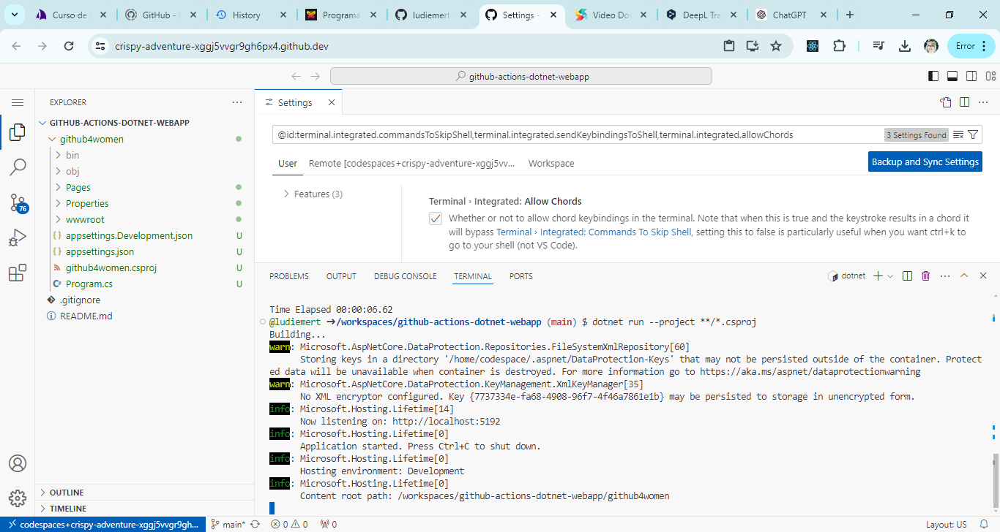 Curso de
GitHub - (
History
Programa
ludiemert
Settings -
Video Do
DeepL Tra
ChatGPT
crispy-adventure-xggj5vvgr9gh6px4.github.dev
Error
github-actions-dotnet-webapp
EXPLORER
GITHUB-ACTIONS-DOTNET-WEBAPP
github4women
bin
obj
Pages
Properties
wwwroot
appsettings.Development.json U
appsettings.json U
github4women.csproj U
Program.cs U
.gitignore
README.md
76
OUTLINE
TIMELINE
Settings
@id:terminal.integrated.commandsToSkipShell,terminal.integrated.sendKeybindingsToShell,terminal.integrated.allowChords
3 Settings Found
User Remote [codespaces+crispy-adventure-xggj5vv... Workspace
Backup and Sync Settings
Features (3)
Terminal › Integrated: Allow Chords
Whether or not to allow chord keybindings in the terminal. Note that when this is true and the keystroke results in a chord it
will bypass Terminal › Integrated: Commands To Skip Shell, setting this to false is particularly useful when you want ctrl+k to
go to your shell (not VS Code).
PROBLEMS OUTPUT DEBUG CONSOLE TERMINAL PORTS
dotnet
Time Elapsed 00:00:06.62
@ludiemert ➜/workspaces/github-actions-dotnet-webapp (main) $ dotnet run --project **/*.csproj
Building...
warn: Microsoft.AspNetCore.DataProtection.Repositories.FileSystemXmlRepository[60]
Storing keys in a directory '/home/codespace/.aspnet/DataProtection-Keys' that may not be persisted outside of the container. Protect
ed data will be unavailable when container is destroyed. For more information go to https://aka.ms/aspnet/dataprotectionwarning
warn: Microsoft.AspNetCore.DataProtection.KeyManagement.XmlKeyManager[35]
No XML encryptor configured. Key {7737334e-fa68-4908-96f7-4f46a7861e1b} may be persisted to storage in unencrypted form.
info: Microsoft.Hosting.Lifetime[14]
Now listening on: http://localhost:5192
info: Microsoft.Hosting.Lifetime[0]
Application started. Press Ctrl+C to shut down.
info: Microsoft.Hosting.Lifetime[0]
Hosting environment: Development
info: Microsoft.Hosting.Lifetime[0]
Content root path: /workspaces/github-actions-dotnet-webapp/github4women
codespaces+crispy-adventure-xggj5vvgr9gh...
main*
0 0
0
Layout: US